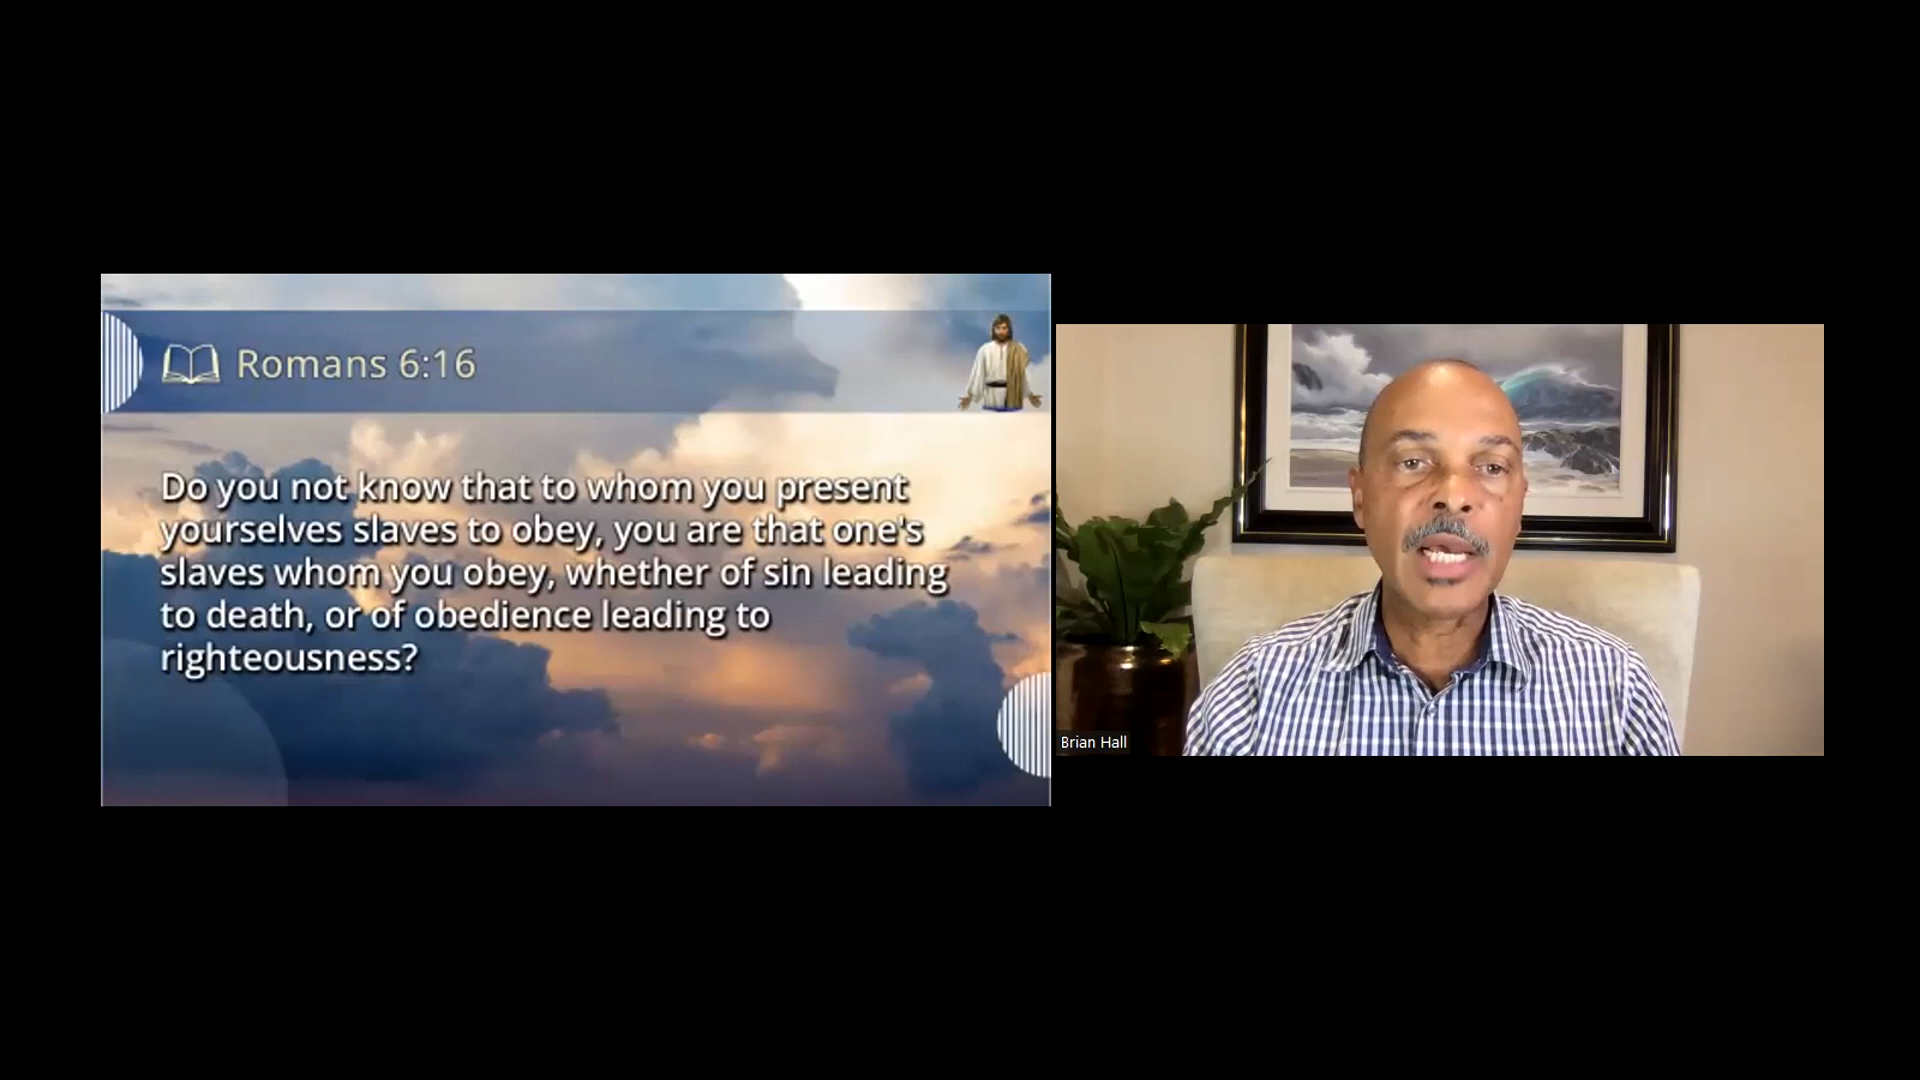 Romans 6:16
Do you not know that to whom you present
yourselves slaves to obey, you are that one's
slaves whom you obey, whether of sin leading
to death, or of obedience leading to
righteousness?
Brian Hall